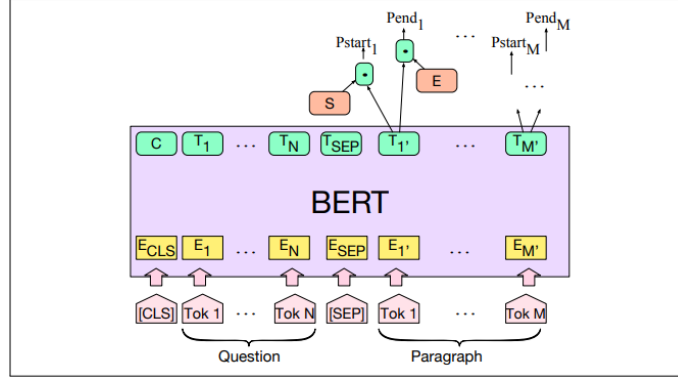 Pend1 ... PendM
Pstart1 PstartM
...
S E
C T1 ... TN TSEP T1' ... TM'
BERT
ECLS E1 ... EN ESEP E1' ... EM'
[CLS] Tok 1 ... Tok N [SEP] Tok 1 ... Tok M
Question Paragraph